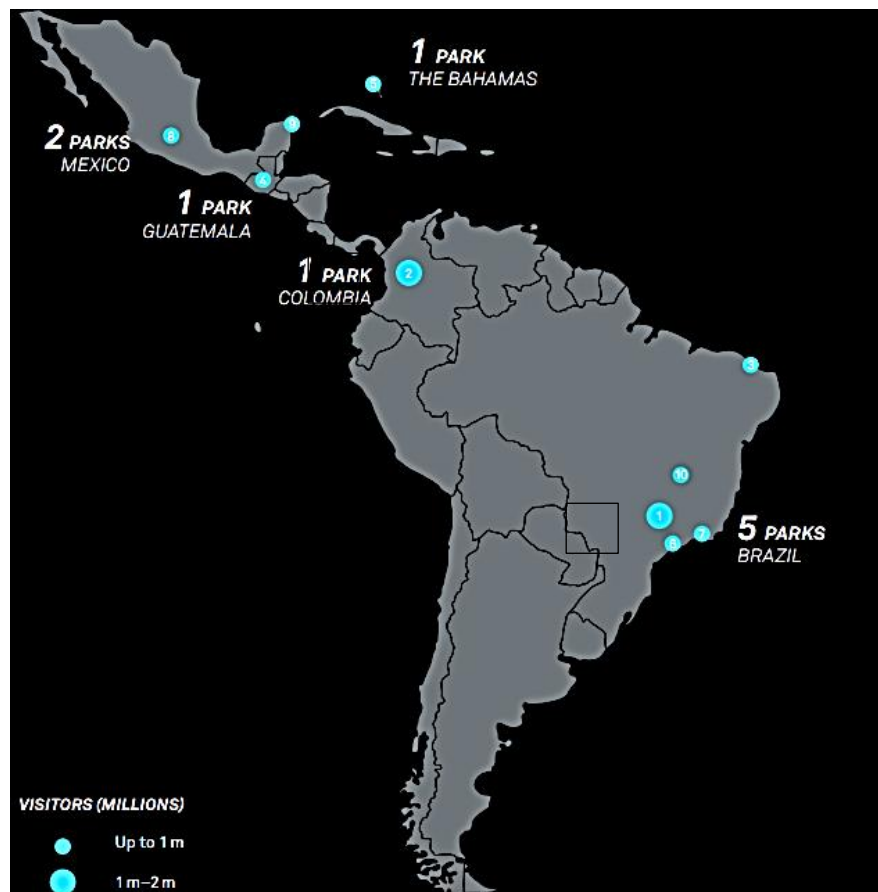 1 PARK
THE BAHAMAS
5
9
8
2 PARKS
MEXICO
4
1 PARK
GUATEMALA
1 PARK
COLOMBIA
2
3
10
1
7
6
5 PARKS
BRAZIL
VISITORS (MILLIONS)
Up to 1 m
1 m–2 m